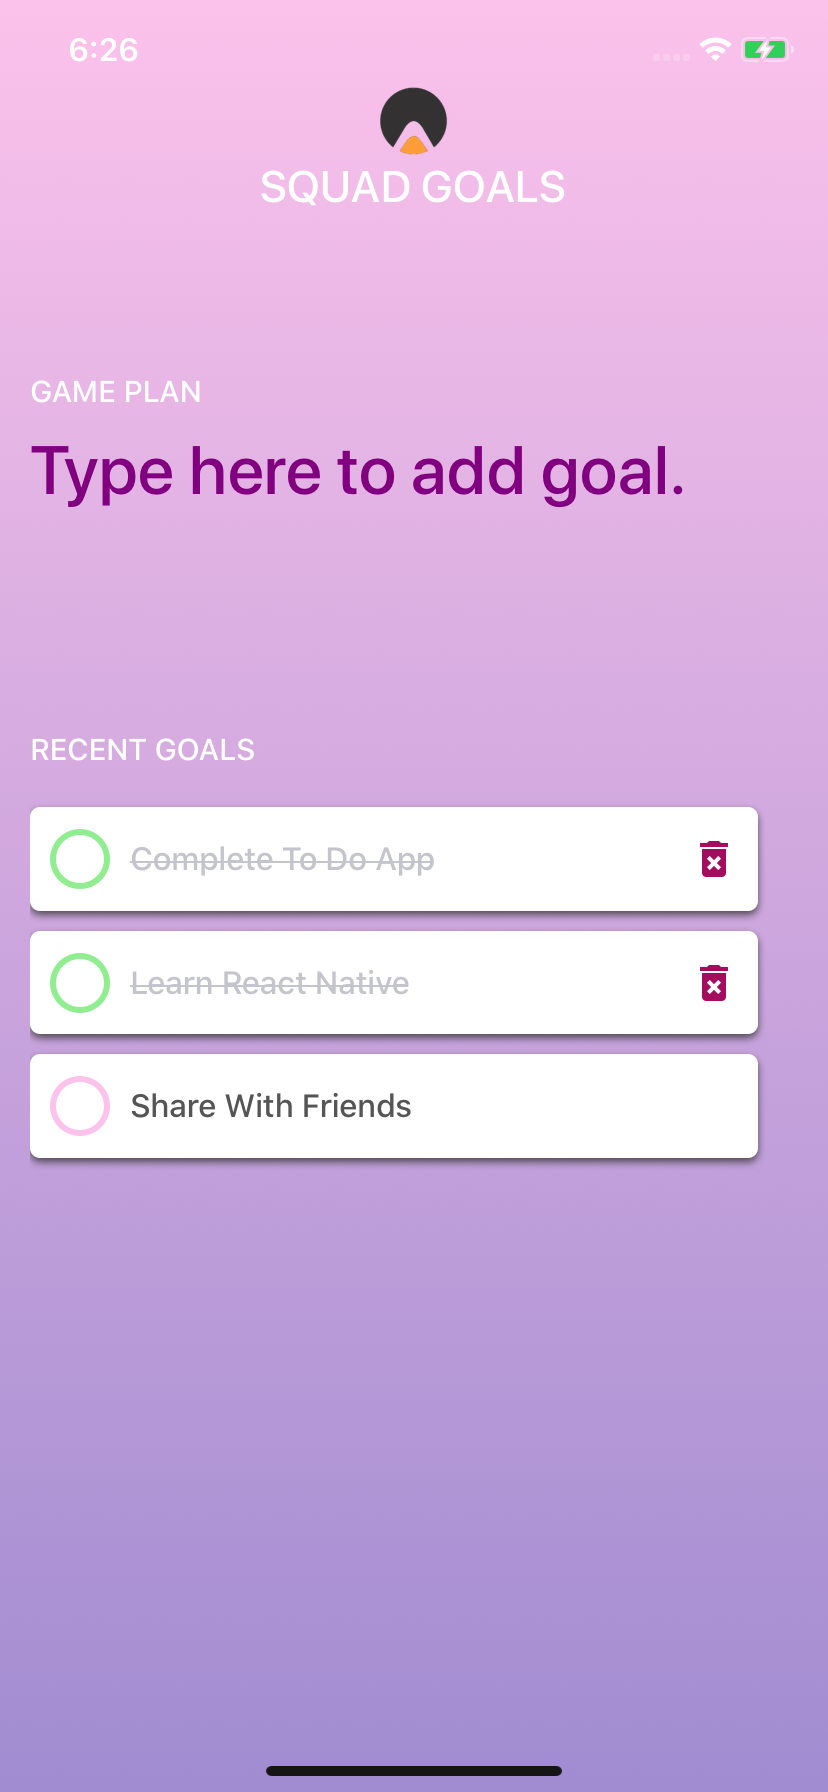 6:26
SQUAD GOALS
GAME PLAN
Type here to add goal.
RECENT GOALS
Complete To Do App
Learn React Native
Share With Friends